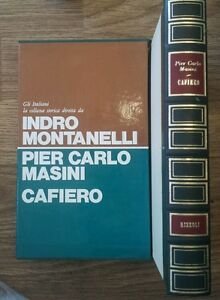 Gli Italiani
la collana storica diretta da
INDRO
MONTANELLI
PIER CARLO
MASINI
CAFIERO
Pier Carlo
Masini
CAFIERO
RIZZOLI